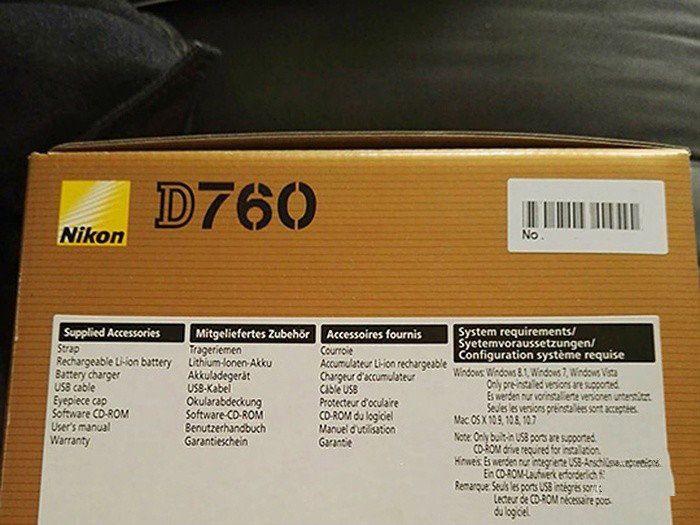 Nikon
D760
No.
Supplied Accessories
Strap
Rechargeable Li-ion battery
Battery charger
USB cable
Eyepiece cap
Software CD-ROM
User's manual
Warranty
Mitgeliefertes Zubehör
Trageriemen
Lithium-Ionen-Akku
Akkuladegerät
USB-Kabel
Okularabdeckung
Software-CD-ROM
Benutzerhandbuch
Garantieschein
Accessoires fournis
Courroie
Accumulateur Li-ion rechargeable
Chargeur d'accumulateur
Câble USB
Protecteur d'oculaire
CD-ROM du logiciel
Manuel d'utilisation
Garantie
System requirements/
Syetemvoraussetzungen/
Configuration système requise
Windows: Windows 8.1, Windows 7, Windows Vista
Only pre-installed versions are supported.
Es werden nur vorinstallierte versionen unterstützt.
Seules les versions préinstallées sont acceptées.
Mac: OS X 10.9, 10.8, 10.7
Note: Only built-in USB ports are supported.
CD-ROM drive required for installation.
Hinweis: Es werden nur integrierte
Ein CD-ROM-Laufwerk erforderlich
Remarque: Seuls les ports USB intégrés sont
Lecteur de CD-ROM nécessaire
du logiciel.